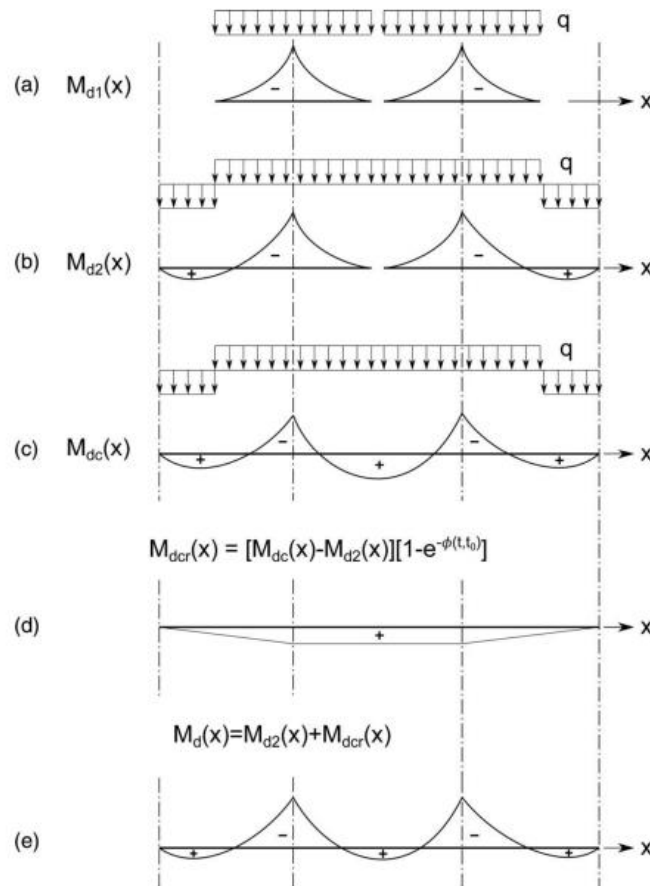 q
(a) M_d1(x) - - x
q
(b) M_d2(x) + - - + x
q
(c) M_dc(x) + - + - + x
M_dcr(x) = [M_dc(x)-M_d2(x)][1-e^-ϕ(t,t₀)]
(d) + x
M_d(x)=M_d2(x)+M_dcr(x)
(e) + - + - + x